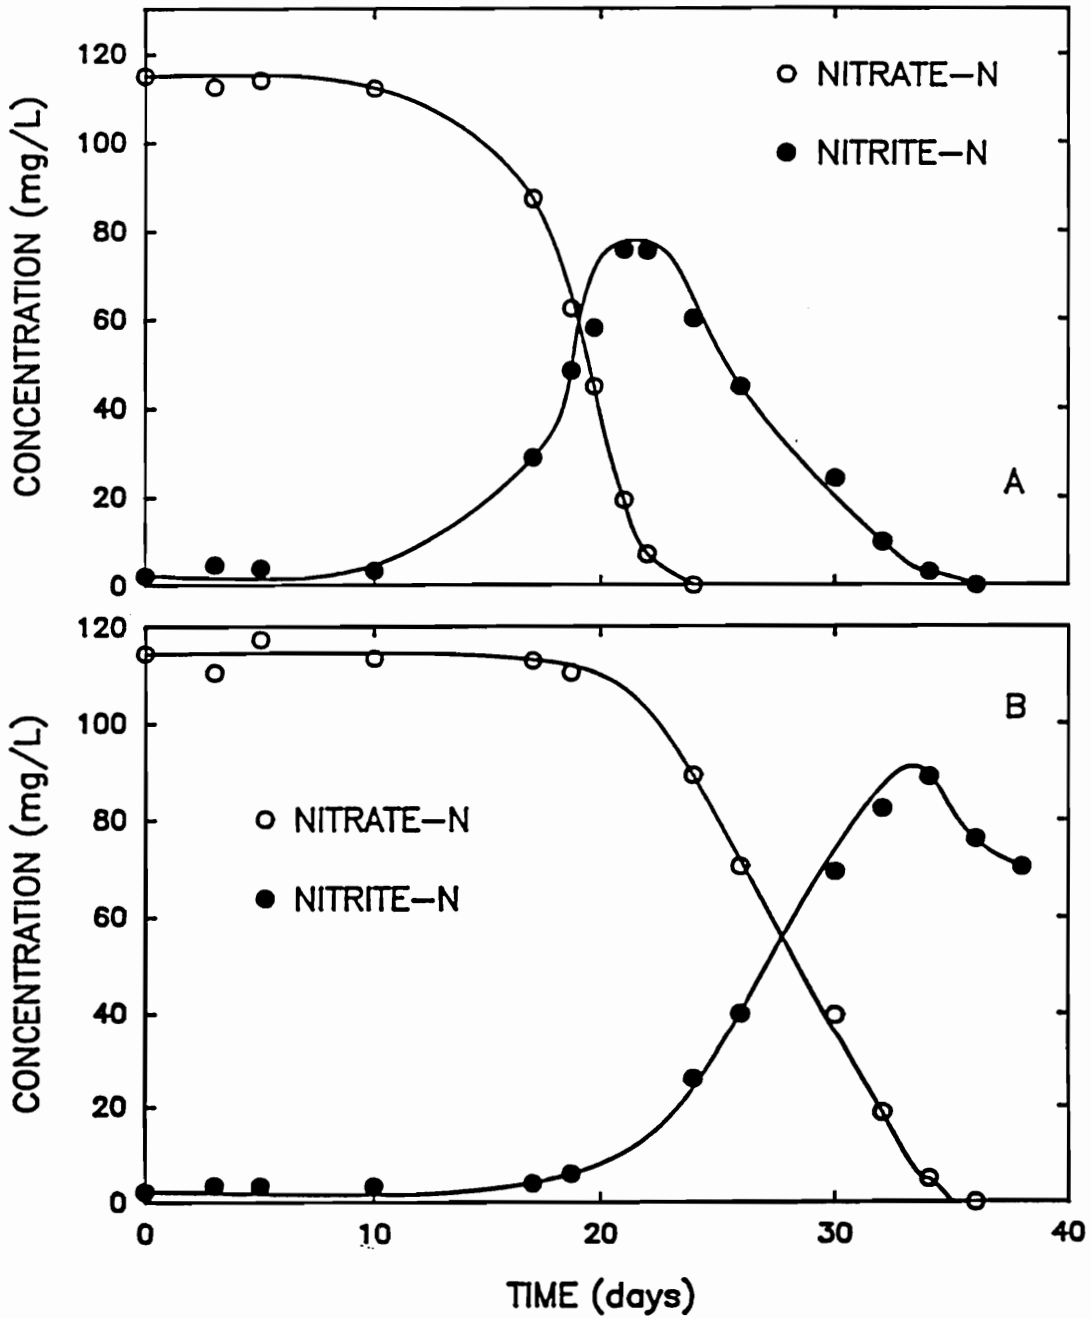 120
100
80
60
40
20
0
CONCENTRATION (mg/L)
○ NITRATE–N
● NITRITE–N
A
120
100
80
60
40
20
0
CONCENTRATION (mg/L)
B
○ NITRATE–N
● NITRITE–N
0 10 20 30 40
TIME (days)